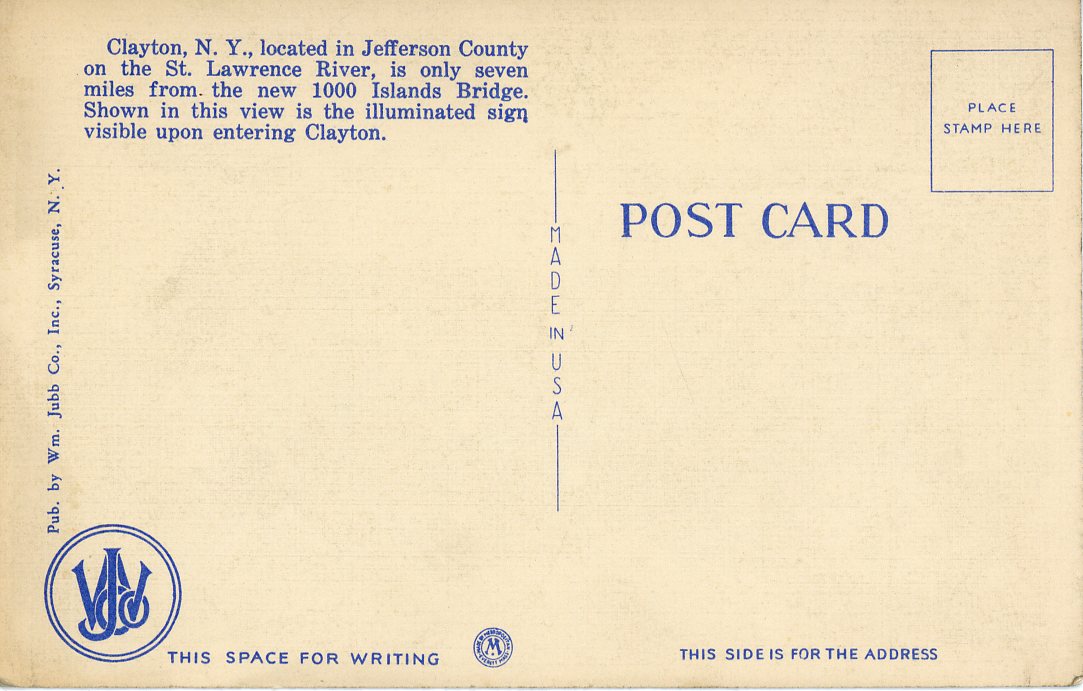 Clayton, N. Y., located in Jefferson County
on the St. Lawrence River, is only seven
miles from the new 1000 Islands Bridge.
Shown in this view is the illuminated sign
visible upon entering Clayton.
PLACE
STAMP HERE
POST CARD
MADE IN USA
Pub. by Wm. Jubb Co., Inc., Syracuse, N. Y.
THIS SPACE FOR WRITING
M
THIS SIDE IS FOR THE ADDRESS